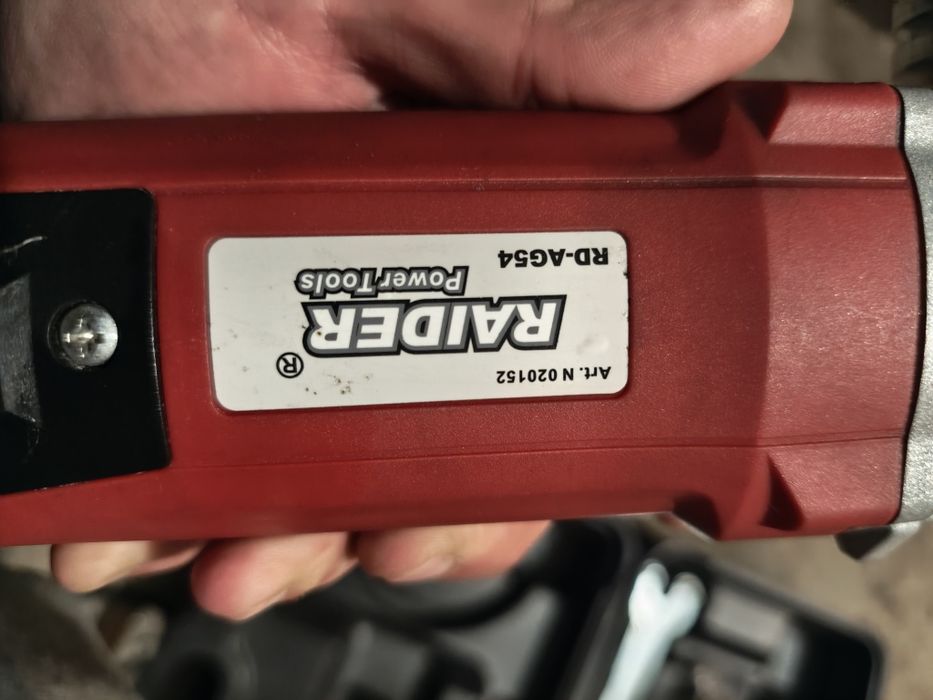 Art. N 020152
RAIDER®
Power Tools
RD-AG54